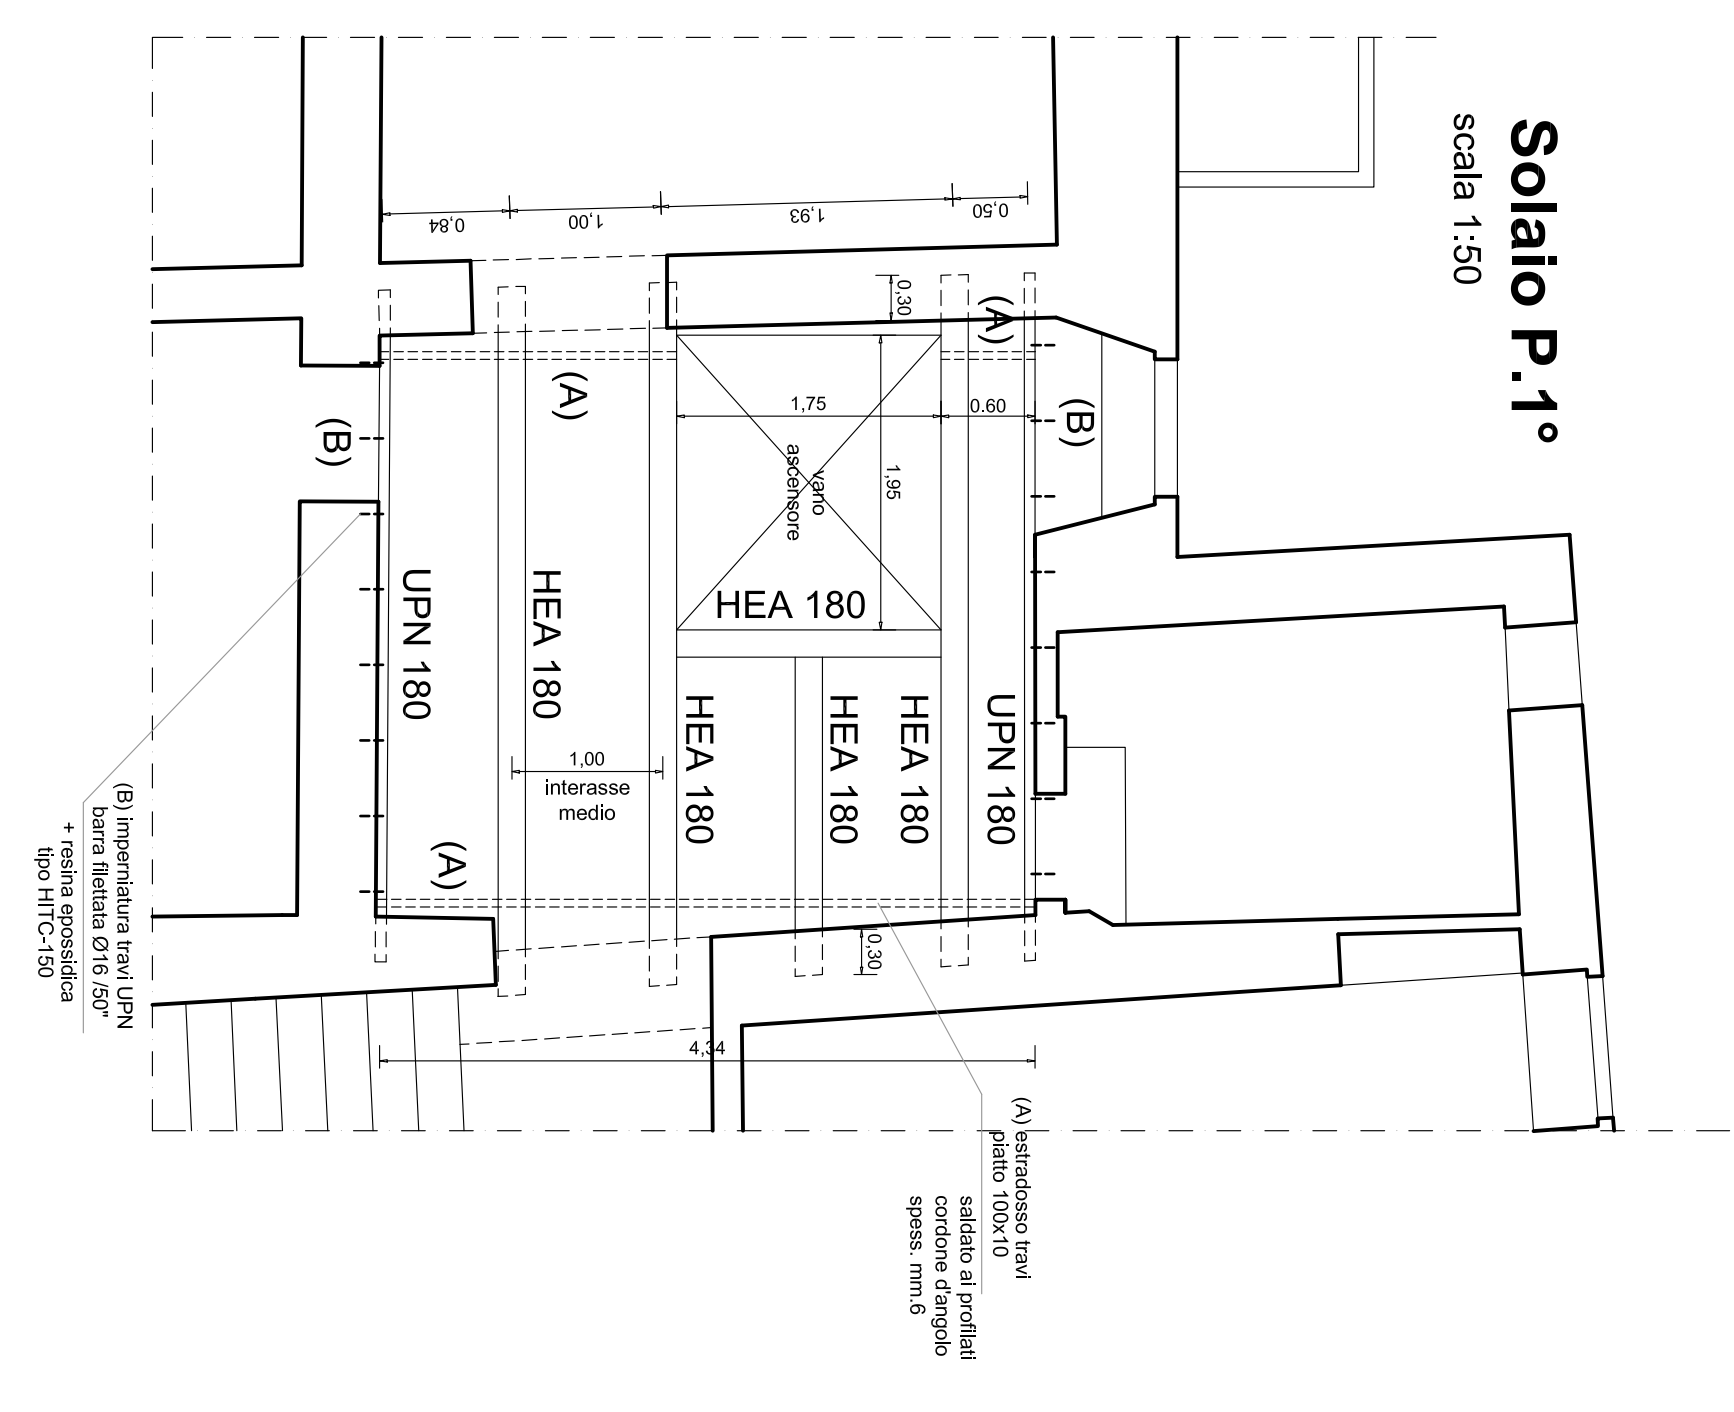 Solaio P.1°
scala 1:50
0,84
1,00
1,93
0,50
0,30
(A)
(A)
(B)
(B)
1,75
0.60
1,95
vano
ascensore
HEA 180
UPN 180
HEA 180
HEA 180
HEA 180
HEA 180
UPN 180
1,00
interasse
medio
(A)
0,30
4,34
(B) imperniatura travi UPN
barra filettata Ø16 /50"
+ resina epossidica
tipo HITC-150
(A) estradosso travi
piatto 100x10
saldato ai profilati
cordone d'angolo
spess. mm.6